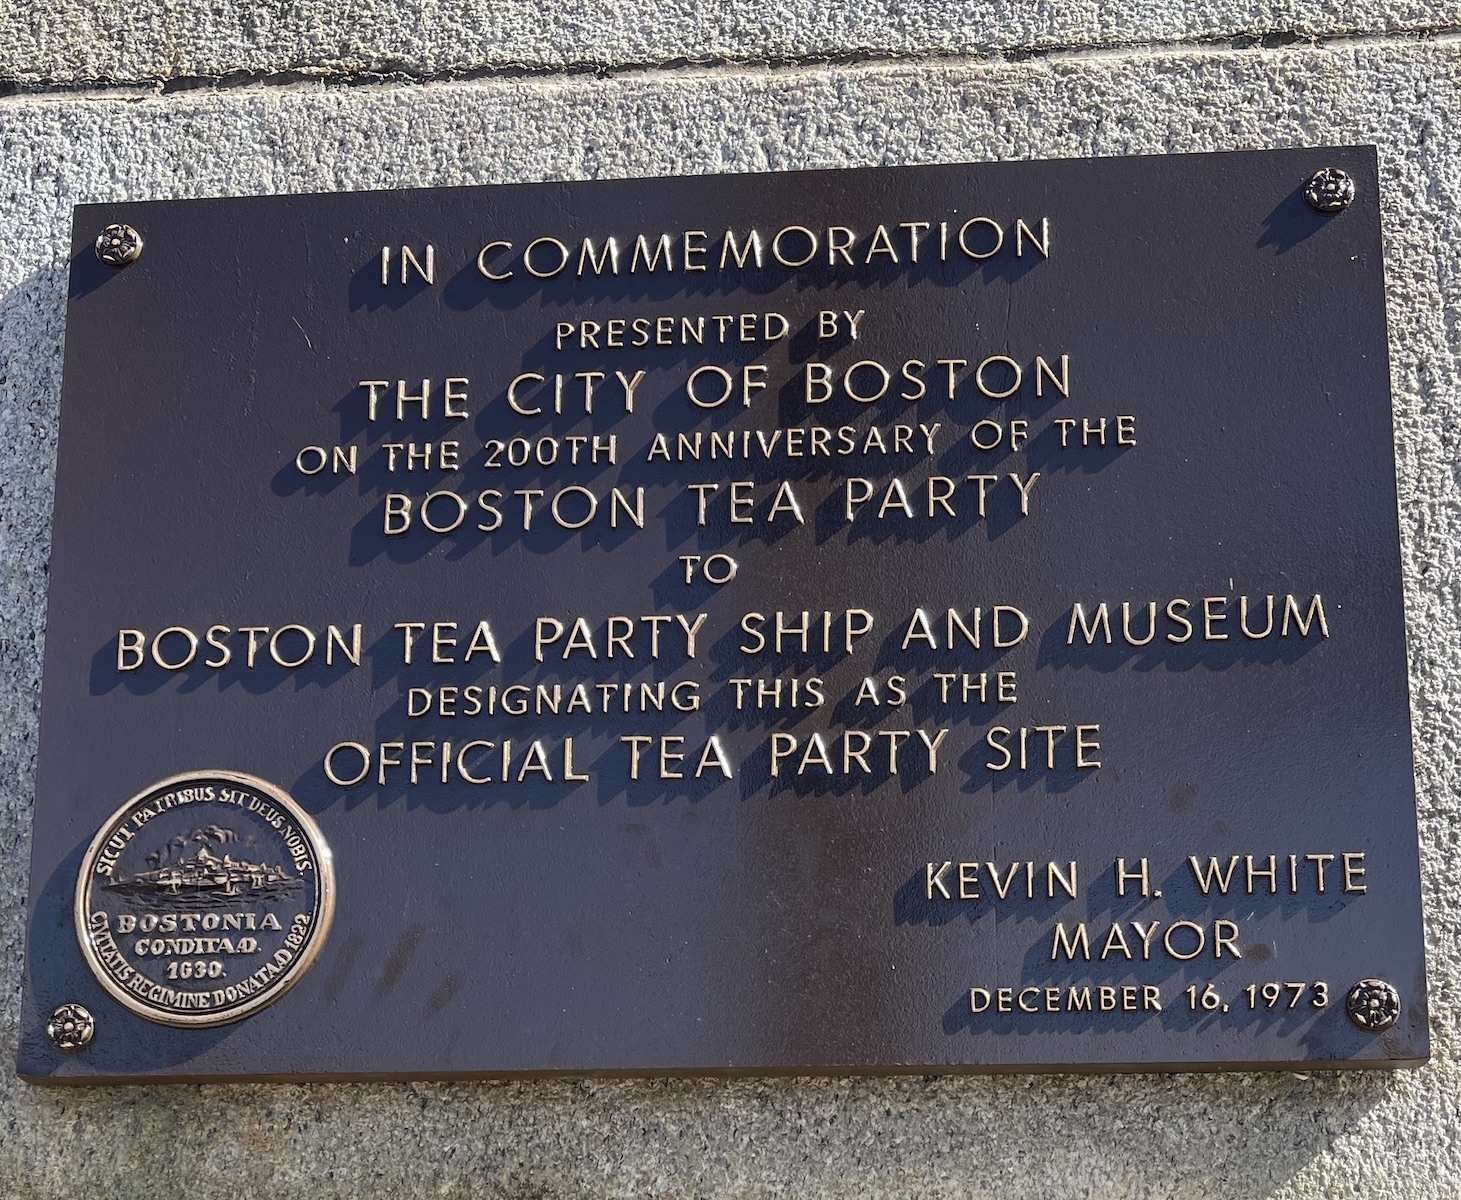 IN COMMEMORATION
PRESENTED BY
THE CITY OF BOSTON
ON THE 200TH ANNIVERSARY OF THE
BOSTON TEA PARTY
TO
BOSTON TEA PARTY SHIP AND MUSEUM
DESIGNATING THIS AS THE
OFFICIAL TEA PARTY SITE
KEVIN H. WHITE
MAYOR
DECEMBER 16, 1973
SICUT PATRIBUS SIT DEUS NOBIS.
BOSTONIA
CONDITA A.D.
1630.
CIVITATIS REGIMINE DONATA A.D. 1822.